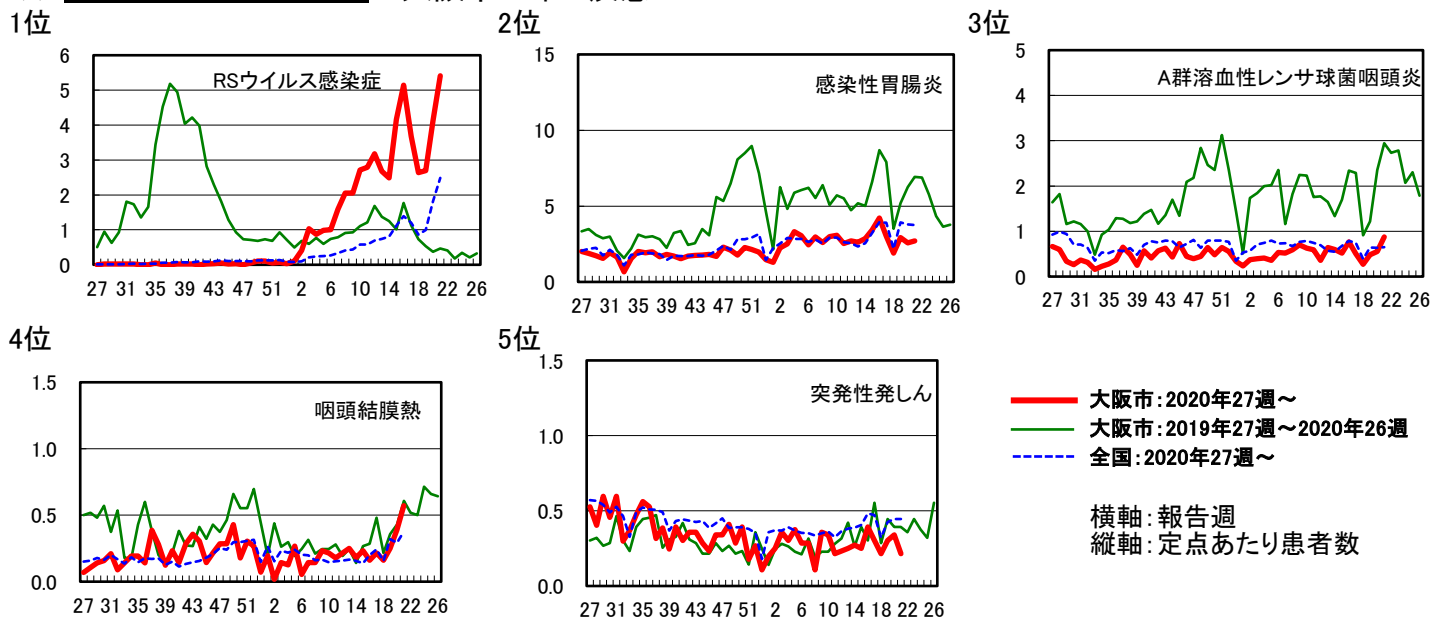 1位
2位
3位
6
5
4
3
2
1
0
RSウイルス感染症
27 31 35 39 43 47 51 2 6 10 14 18 22 26
15
10
5
0
感染性胃腸炎
27 31 35 39 43 47 51 2 6 10 14 18 22 26
5
4
3
2
1
0
A群溶血性レンサ球菌咽頭炎
27 31 35 39 43 47 51 2 6 10 14 18 22 26
4位
5位
1.5
1.0
0.5
0.0
咽頭結膜熱
27 31 35 39 43 47 51 2 6 10 14 18 22 26
1.5
1.0
0.5
0.0
突発性発しん
27 31 35 39 43 47 51 2 6 10 14 18 22 26
大阪市：2020年27週～
大阪市：2019年27週～2020年26週
全国：2020年27週～
横軸：報告週
縦軸：定点あたり患者数